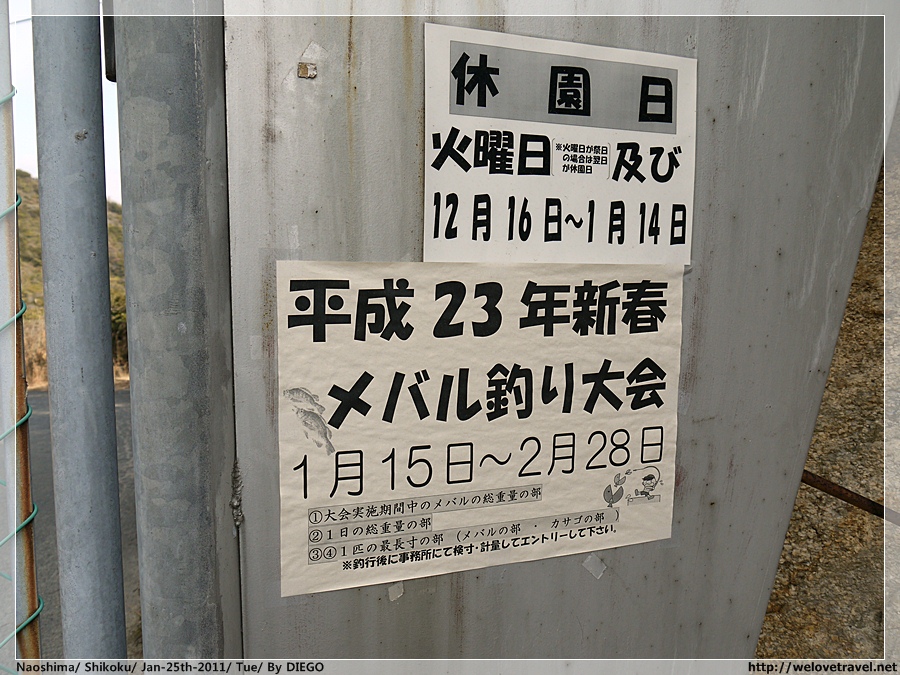 休園日
火曜日 ※火曜日が祭日の場合は翌日が休園日 及び
12月16日～1月14日
平成23年新春
メバル釣り大会
1月15日～2月28日
①大会実施期間中のメバルの総重量の部
②1日の総重量の部
③④1匹の最長寸の部 (メバルの部 ・ カサゴの部 )
※釣行後に事務所にて検寸・計量してエントリーして下さい。
Naoshima/ Shikoku/ Jan-25th-2011/ Tue/ By DIEGO
http://welovetravel.net